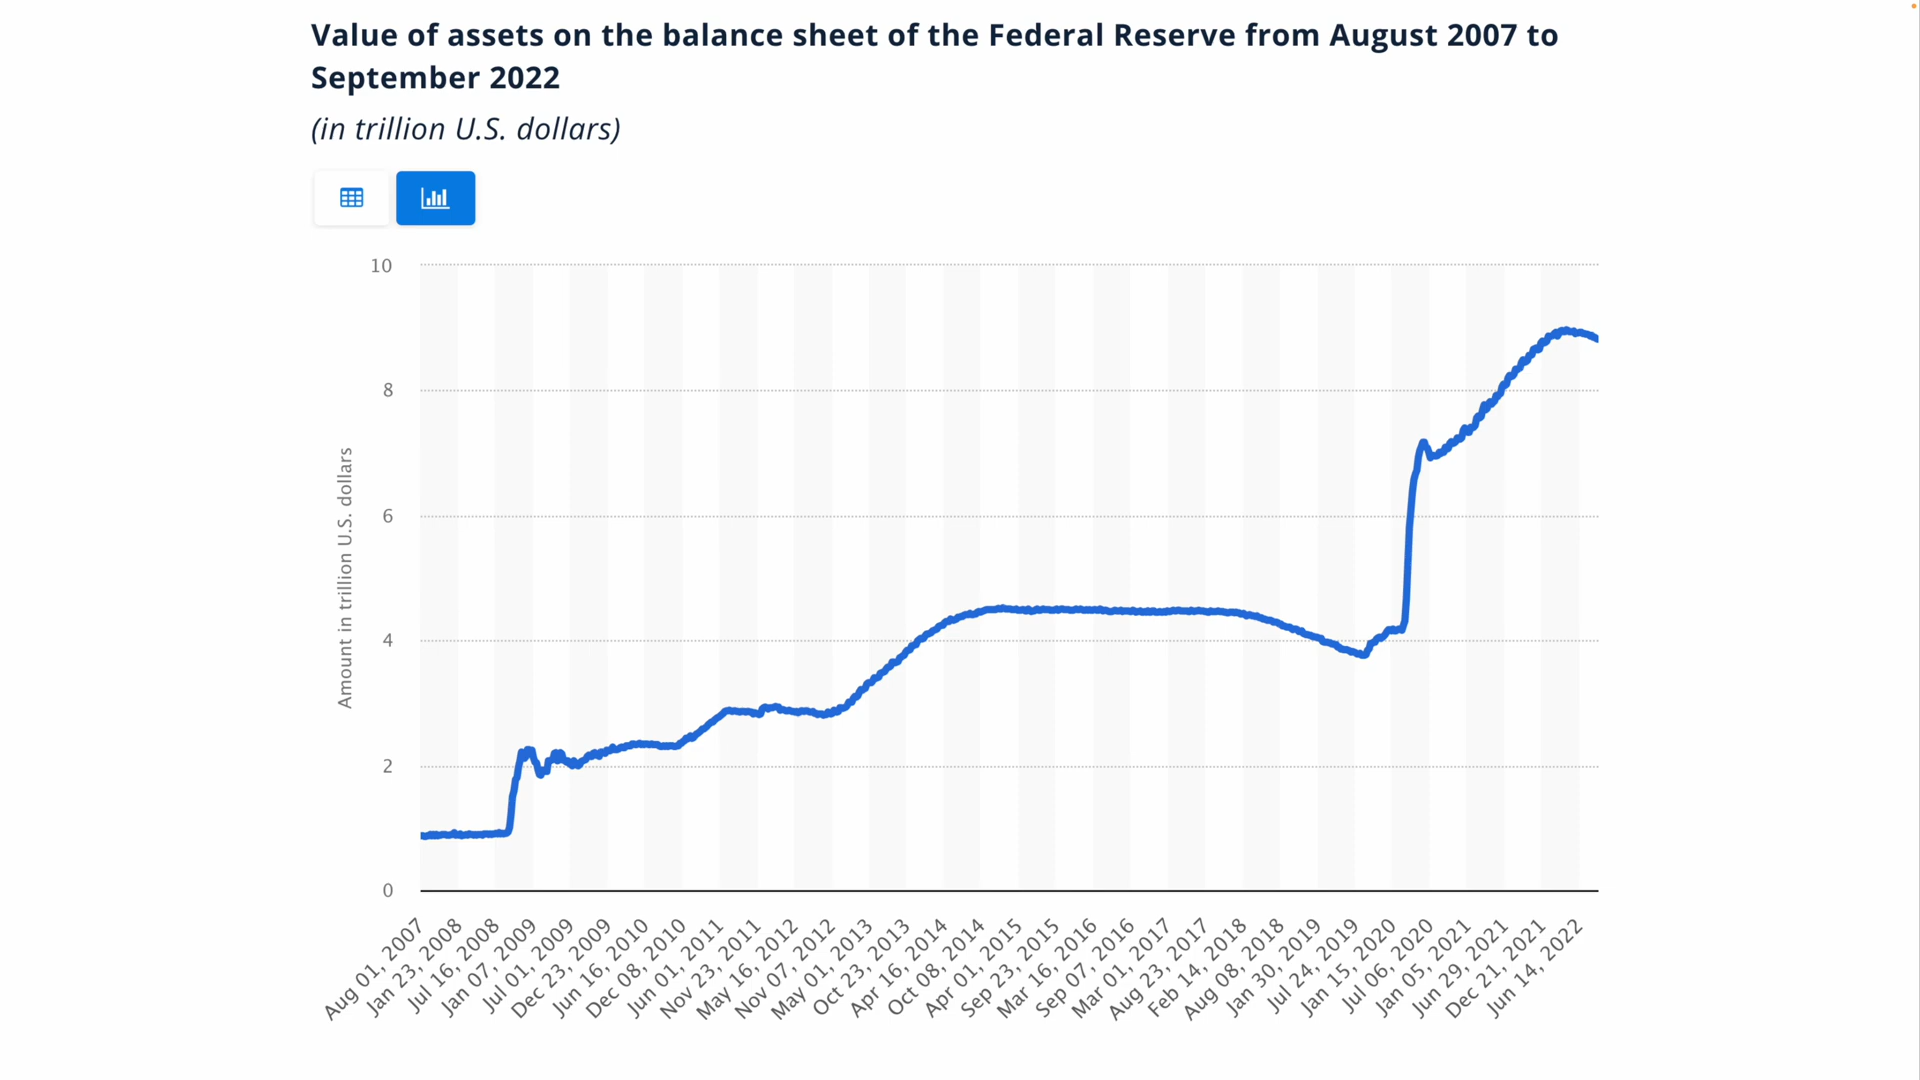 Value of assets on the balance sheet of the Federal Reserve from August 2007 to
September 2022
(in trillion U.S. dollars)
10
8
6
4
2
0
Amount in trillion U.S. dollars
Aug 01, 2007
Jan 23, 2008
Jul 16, 2008
Jan 07, 2009
Jul 01, 2009
Dec 23, 2009
Jun 16, 2010
Dec 08, 2010
Jun 01, 2011
Nov 23, 2011
May 16, 2012
Nov 07, 2012
May 01, 2013
Oct 23, 2013
Apr 16, 2014
Oct 08, 2014
Apr 01, 2015
Sep 23, 2015
Mar 16, 2016
Sep 07, 2016
Mar 01, 2017
Aug 23, 2017
Feb 14, 2018
Aug 08, 2018
Jan 30, 2019
Jul 24, 2019
Jan 15, 2020
Jul 06, 2020
Jan 05, 2021
Jun 29, 2021
Dec 21, 2021
Jun 14, 2022